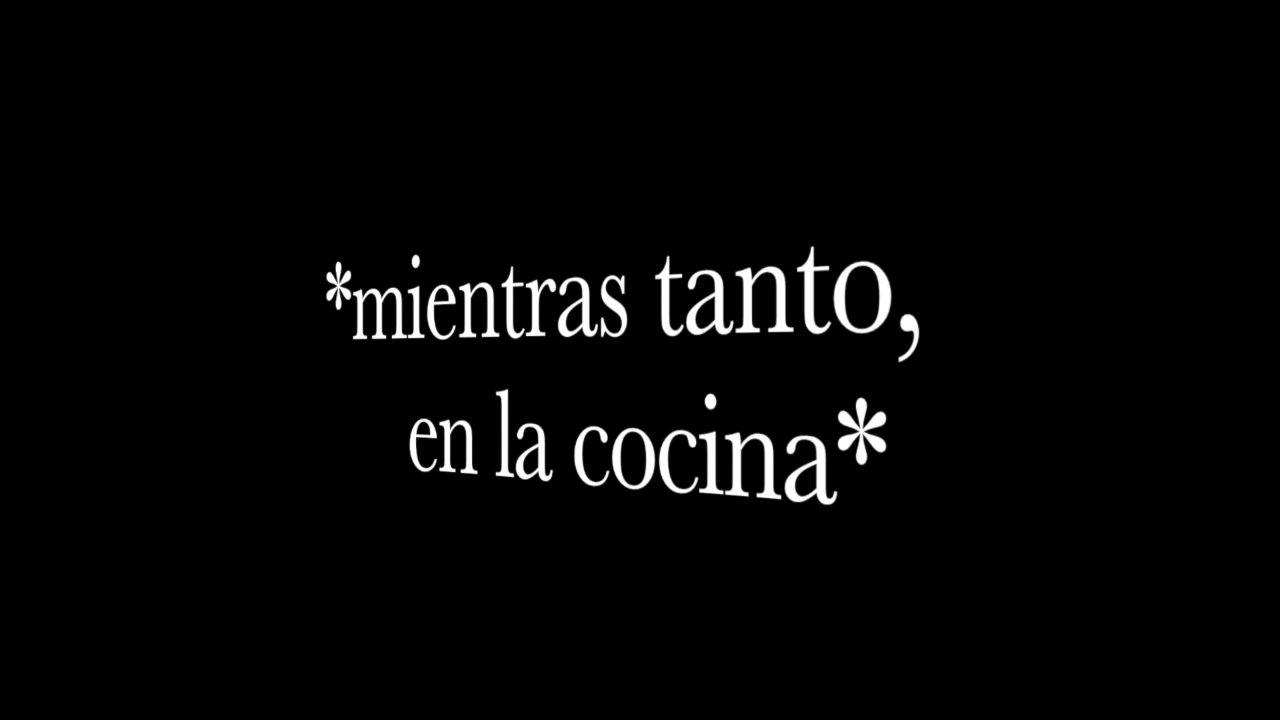 *mientras tanto,
en la cocina*